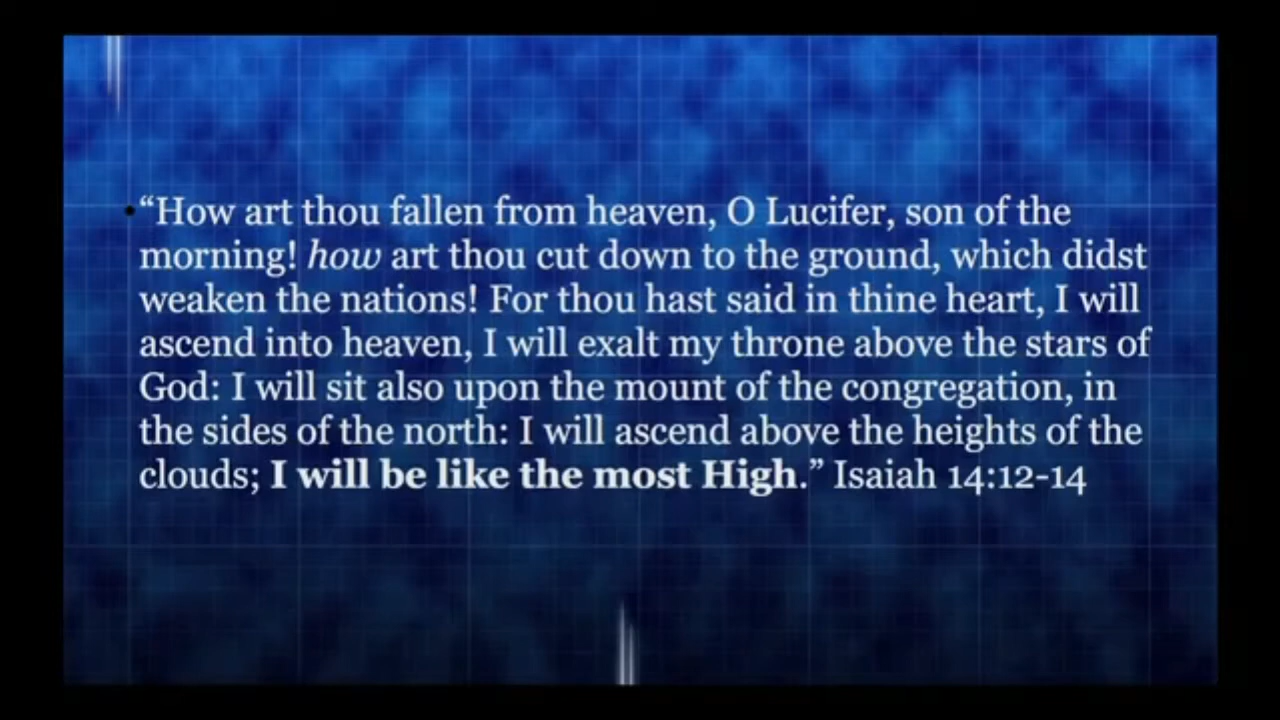 •“How art thou fallen from heaven, O Lucifer, son of the
morning! how art thou cut down to the ground, which didst
weaken the nations! For thou hast said in thine heart, I will
ascend into heaven, I will exalt my throne above the stars of
God: I will sit also upon the mount of the congregation, in
the sides of the north: I will ascend above the heights of the
clouds; I will be like the most High.” Isaiah 14:12-14